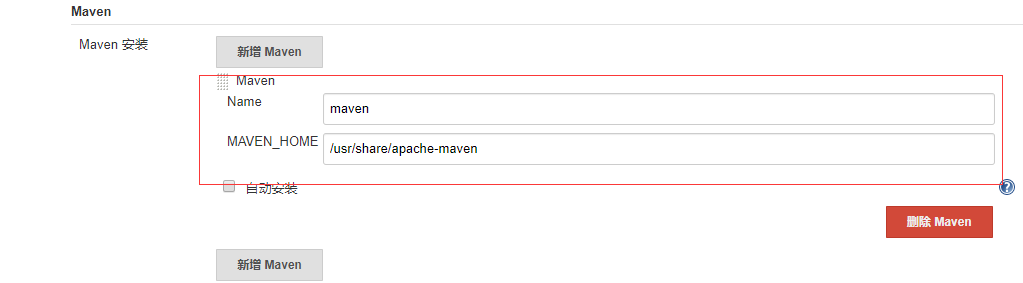 Maven
Maven 安装
新增 Maven
Maven
Name
maven
MAVEN_HOME
/usr/share/apache-maven
自动安装
?
删除 Maven
新增 Maven